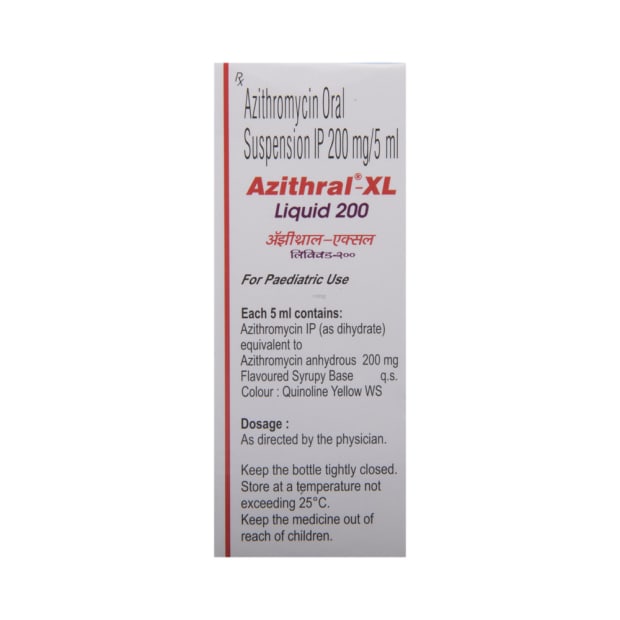 Rx
Azithromycin Oral
Suspension IP 200 mg/5 ml
Azithral®-XL
Liquid 200
ॲझीथ्राल-एक्सल
लिक्विड-२००
For Paediatric Use
Each 5 ml contains:
Azithromycin IP (as dihydrate)
equivalent to
Azithromycin anhydrous 200 mg
Flavoured Syrupy Base q.s.
Colour : Quinoline Yellow WS
Dosage :
As directed by the physician.
Keep the bottle tightly closed.
Store at a temperature not
exceeding 25°C.
Keep the medicine out of
reach of children.